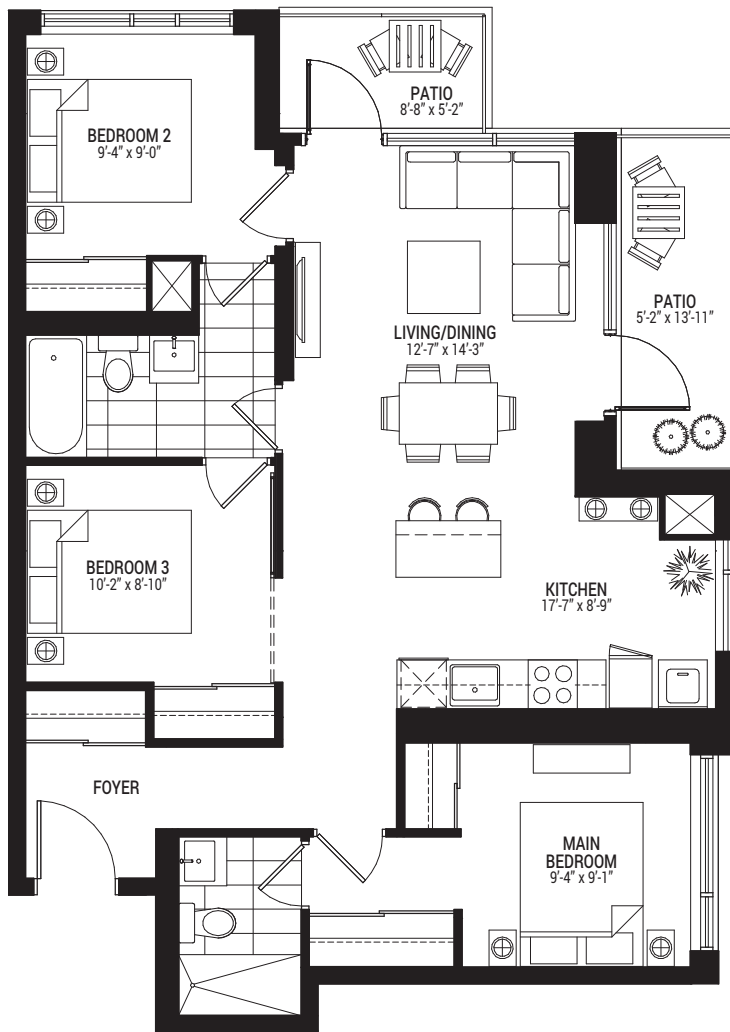 PATIO
8'-8" x 5'-2"
BEDROOM 2
9'-4" x 9'-0"
PATIO
5'-2" x 13'-11"
LIVING/DINING
12'-7" x 14'-3"
BEDROOM 3
10'-2" x 8'-10"
KITCHEN
17'-7" x 8'-9"
FOYER
MAIN
BEDROOM
9'-4" x 9'-1"